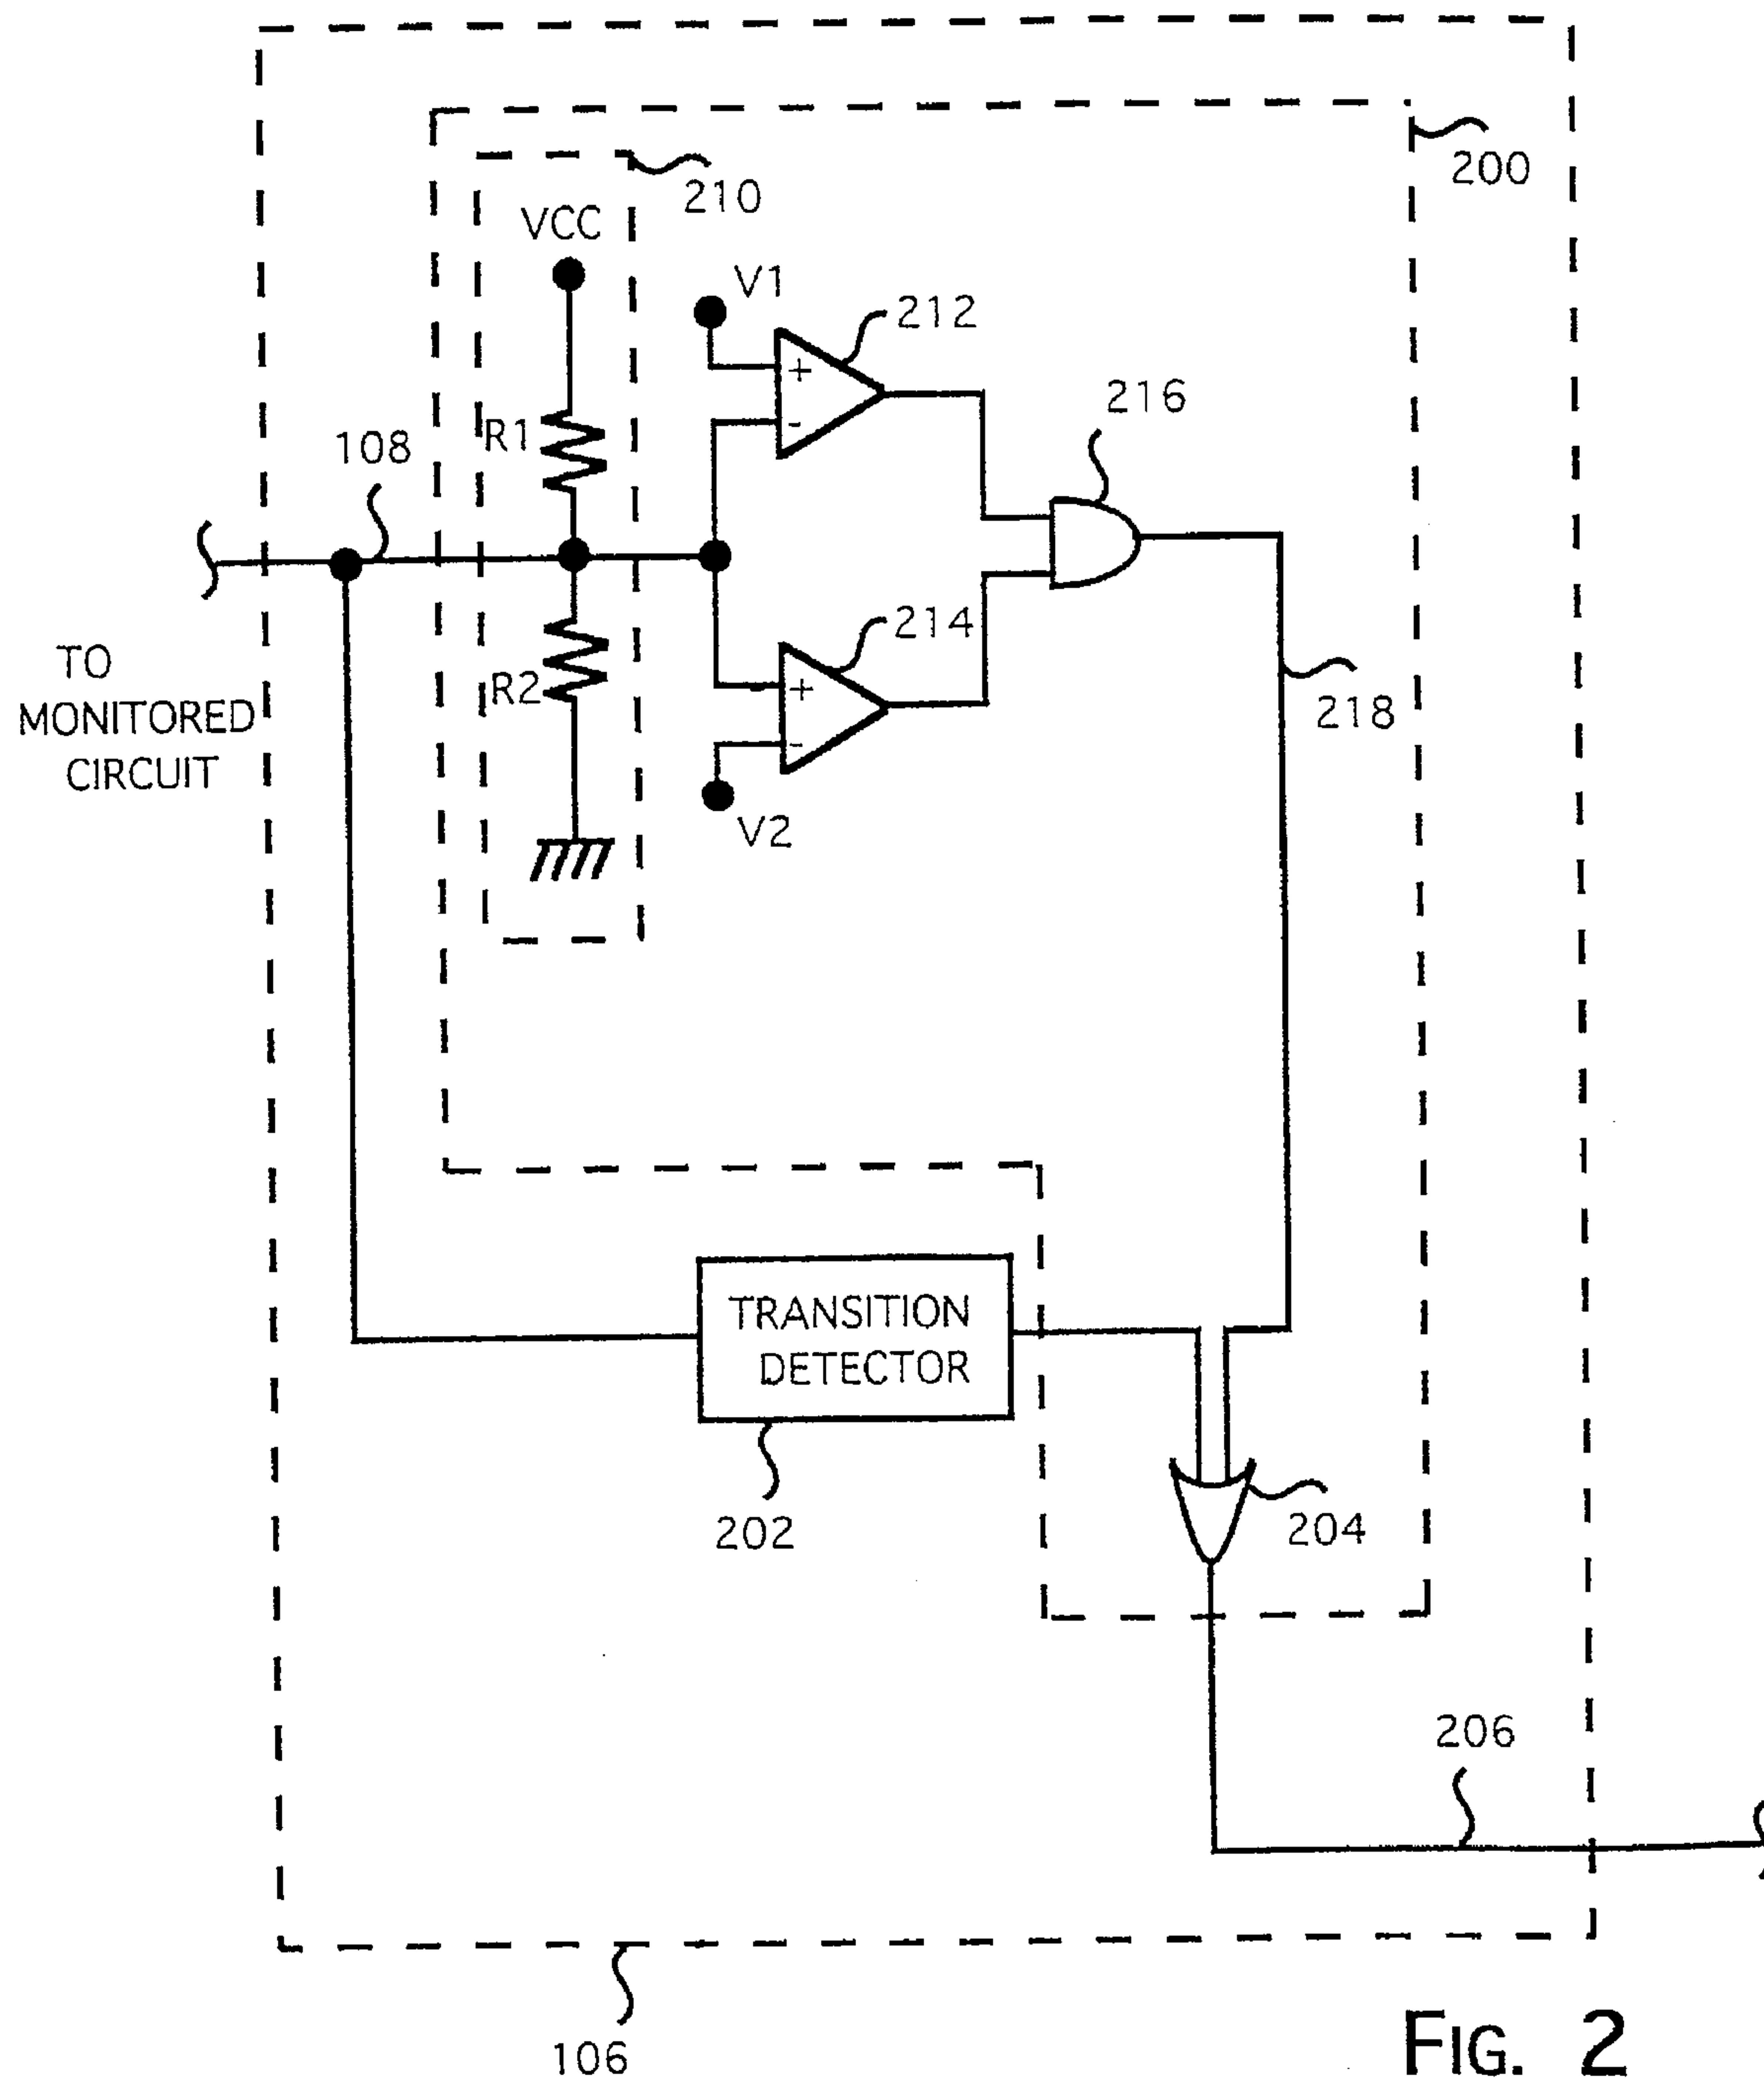 200
210
VCC
V1
212
+
-
216
R1
108
214
TO
MONITORED
CIRCUIT
R2
+
-
218
V2
TRANSITION
DETECTOR
202
204
206
106
FIG. 2